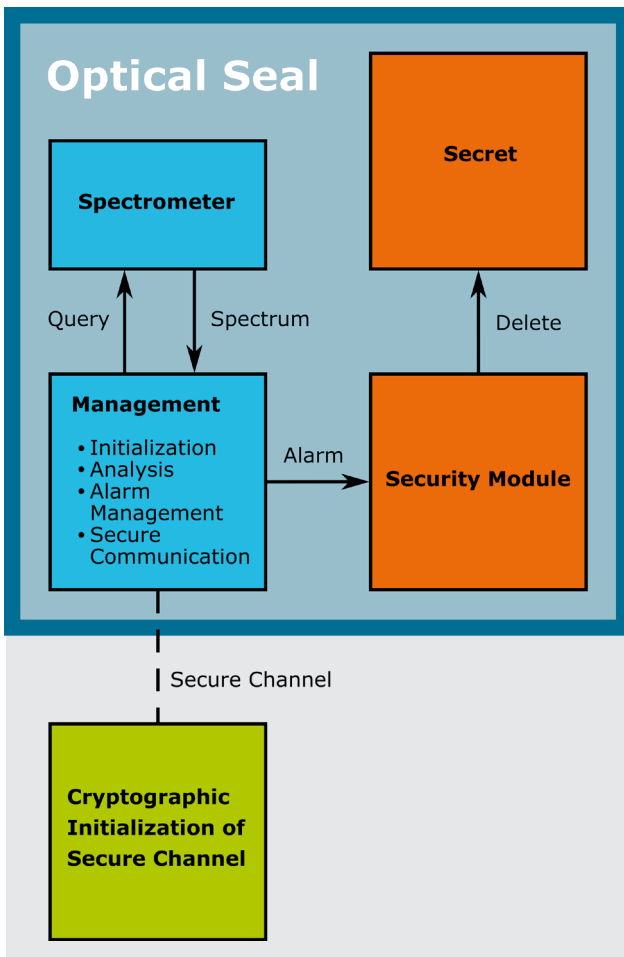 Optical Seal
Spectrometer
Secret
Query
Spectrum
Delete
Management
• Initialization
• Analysis
• Alarm
Management
• Secure
Communication
Alarm
Security Module
Secure Channel
Cryptographic
Initialization of
Secure Channel